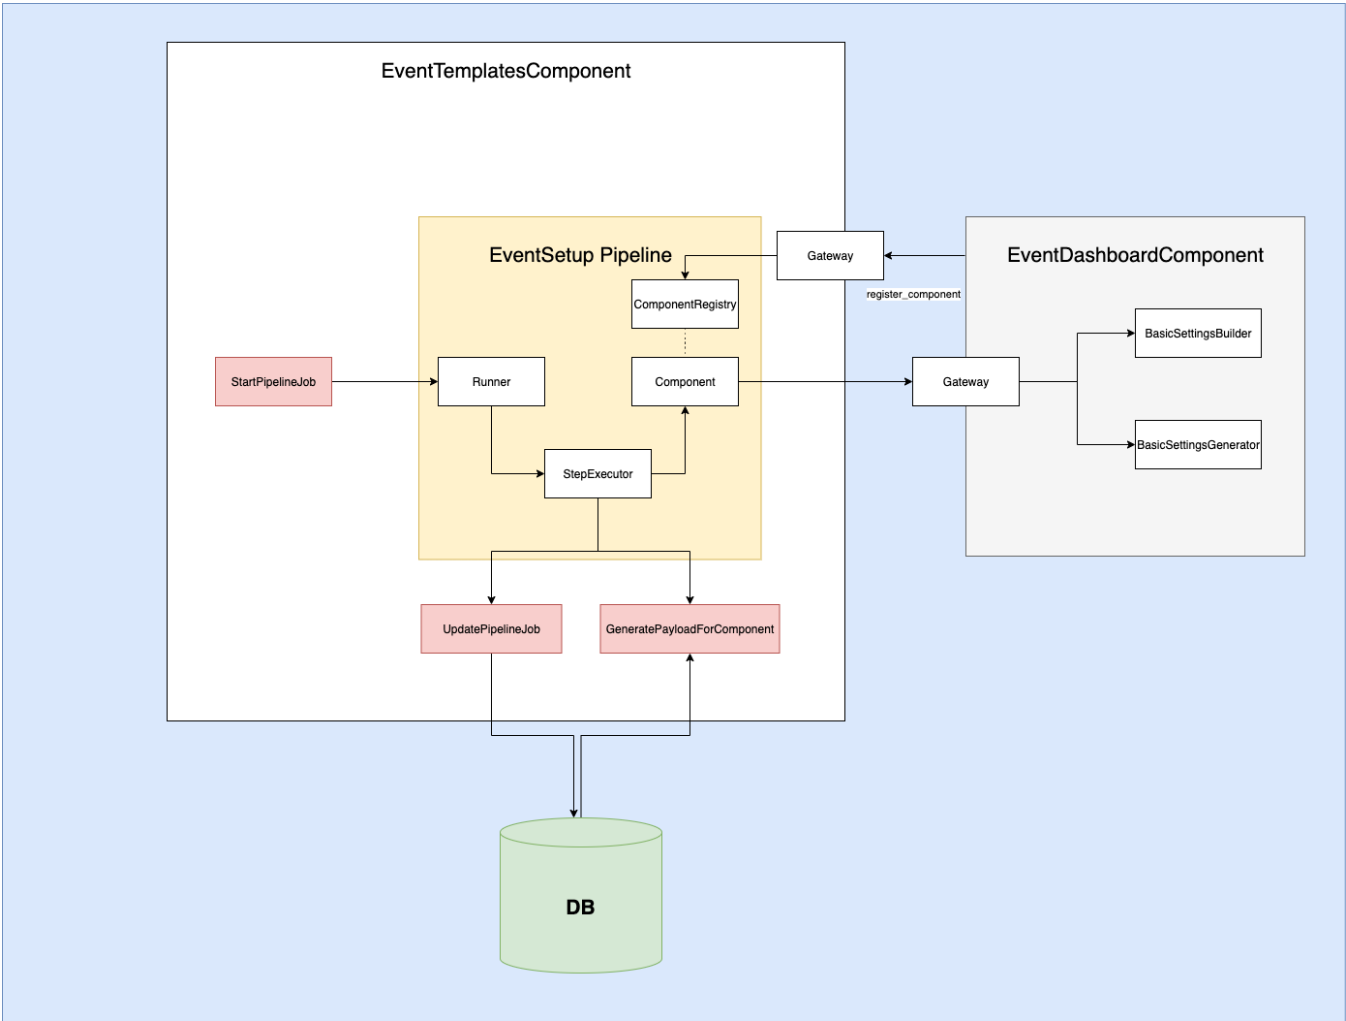 EventTemplatesComponent
EventSetup Pipeline
Gateway
EventDashboardComponent
register_component
ComponentRegistry
BasicSettingsBuilder
StartPipelineJob
Runner
Component
Gateway
BasicSettingsGenerator
StepExecutor
UpdatePipelineJob
GeneratePayloadForComponent
DB